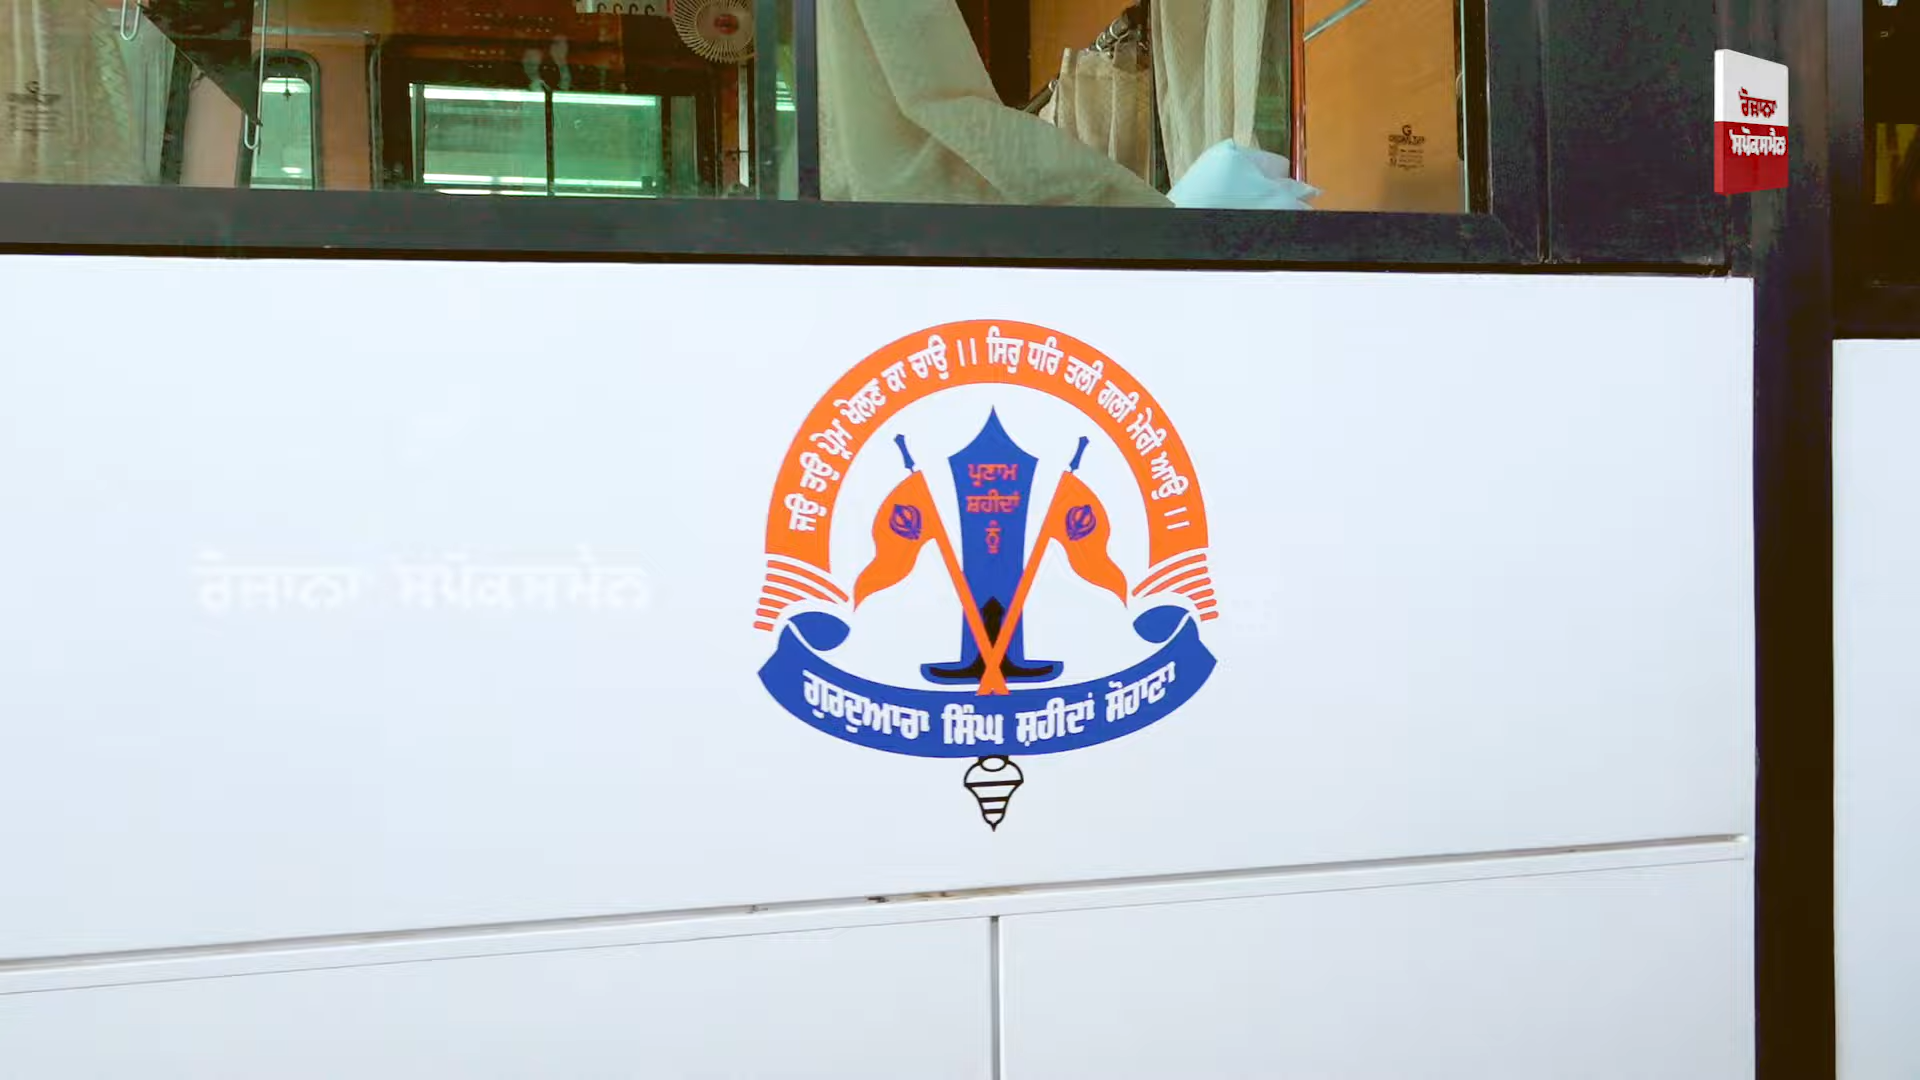 ਰੋਜ਼ਾਨਾ
ਸਪੋਕਸਮੈਨ
ਜਉ ਤਉ ਪ੍ਰੇਮ ਖੇਲਣ ਕਾ ਚਾਉ ।। ਸਿਰੁ ਧਰਿ ਤਲੀ ਗਲੀ ਮੇਰੀ ਆਉ ।।
ਪ੍ਰਣਾਮ
ਸ਼ਹੀਦਾਂ
ਨੂੰ
ਰੋਜ਼ਾਨਾ ਸਪੋਕਸਮੈਨ
ਗੁਰਦੁਆਰਾ ਸਿੰਘ ਸ਼ਹੀਦਾਂ ਸੋਹਾਣਾ